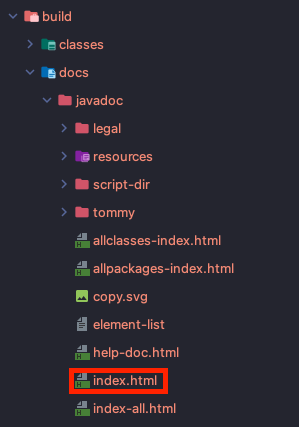 build
classes
docs
javadoc
legal
resources
script-dir
tommy
allclasses-index.html
allpackages-index.html
copy.svg
element-list
help-doc.html
index.html
index-all.html